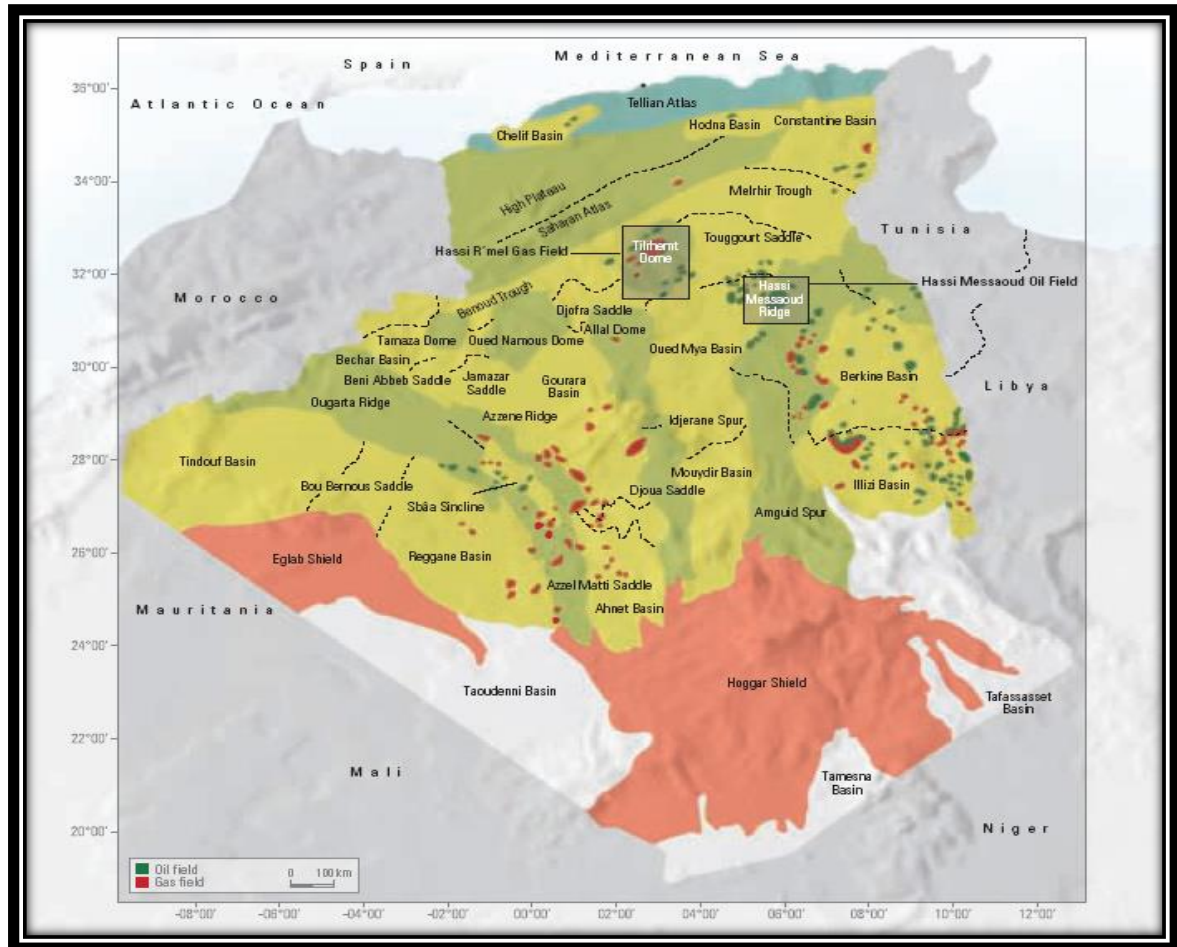 Mediterranean Sea
Spain
36°00'
Atlantic Ocean
Tellian Atlas
Chelif Basin
Hodna Basin
Constantine Basin
34°00'
High Plateau
Saharan Atlas
Melrhir Trough
Tunisia
Hassi R'mel Gas Field
Tilrhemt
Dome
Touggourt Saddle
32°00'
Hassi Messaoud Oil Field
Morocco
Benoud Trough
Hassi
Messaoud
Ridge
Djofra Saddle
Tamaza Dome
Oued Namous Dome
Allal Dome
Oued Mya Basin
Bechar Basin
30°00'
Beni Abbeb Saddle
Jamazar
Saddle
Gourara
Basin
Berkine Basin
Libya
Ougarta Ridge
Azzene Ridge
Idjerane Spur
28°00'
Tindouf Basin
Bou Bernous Saddle
Mouydir Basin
Djoua Saddle
Illizi Basin
Sbâa Sincline
Amguid Spur
26°00'
Eglab Shield
Reggane Basin
Azzel Matti Saddle
Ahnet Basin
Mauritania
24°00'
Taoudenni Basin
Hoggar Shield
Tafassasset
Basin
22°00'
Mali
Tamesna
Basin
20°00'
Niger
Oil field
Gas field
0 100 km
-08°00' -06°00' -04°00' -02°00' 00°00' 02°00' 04°00' 06°00' 08°00' 10°00' 12°00'